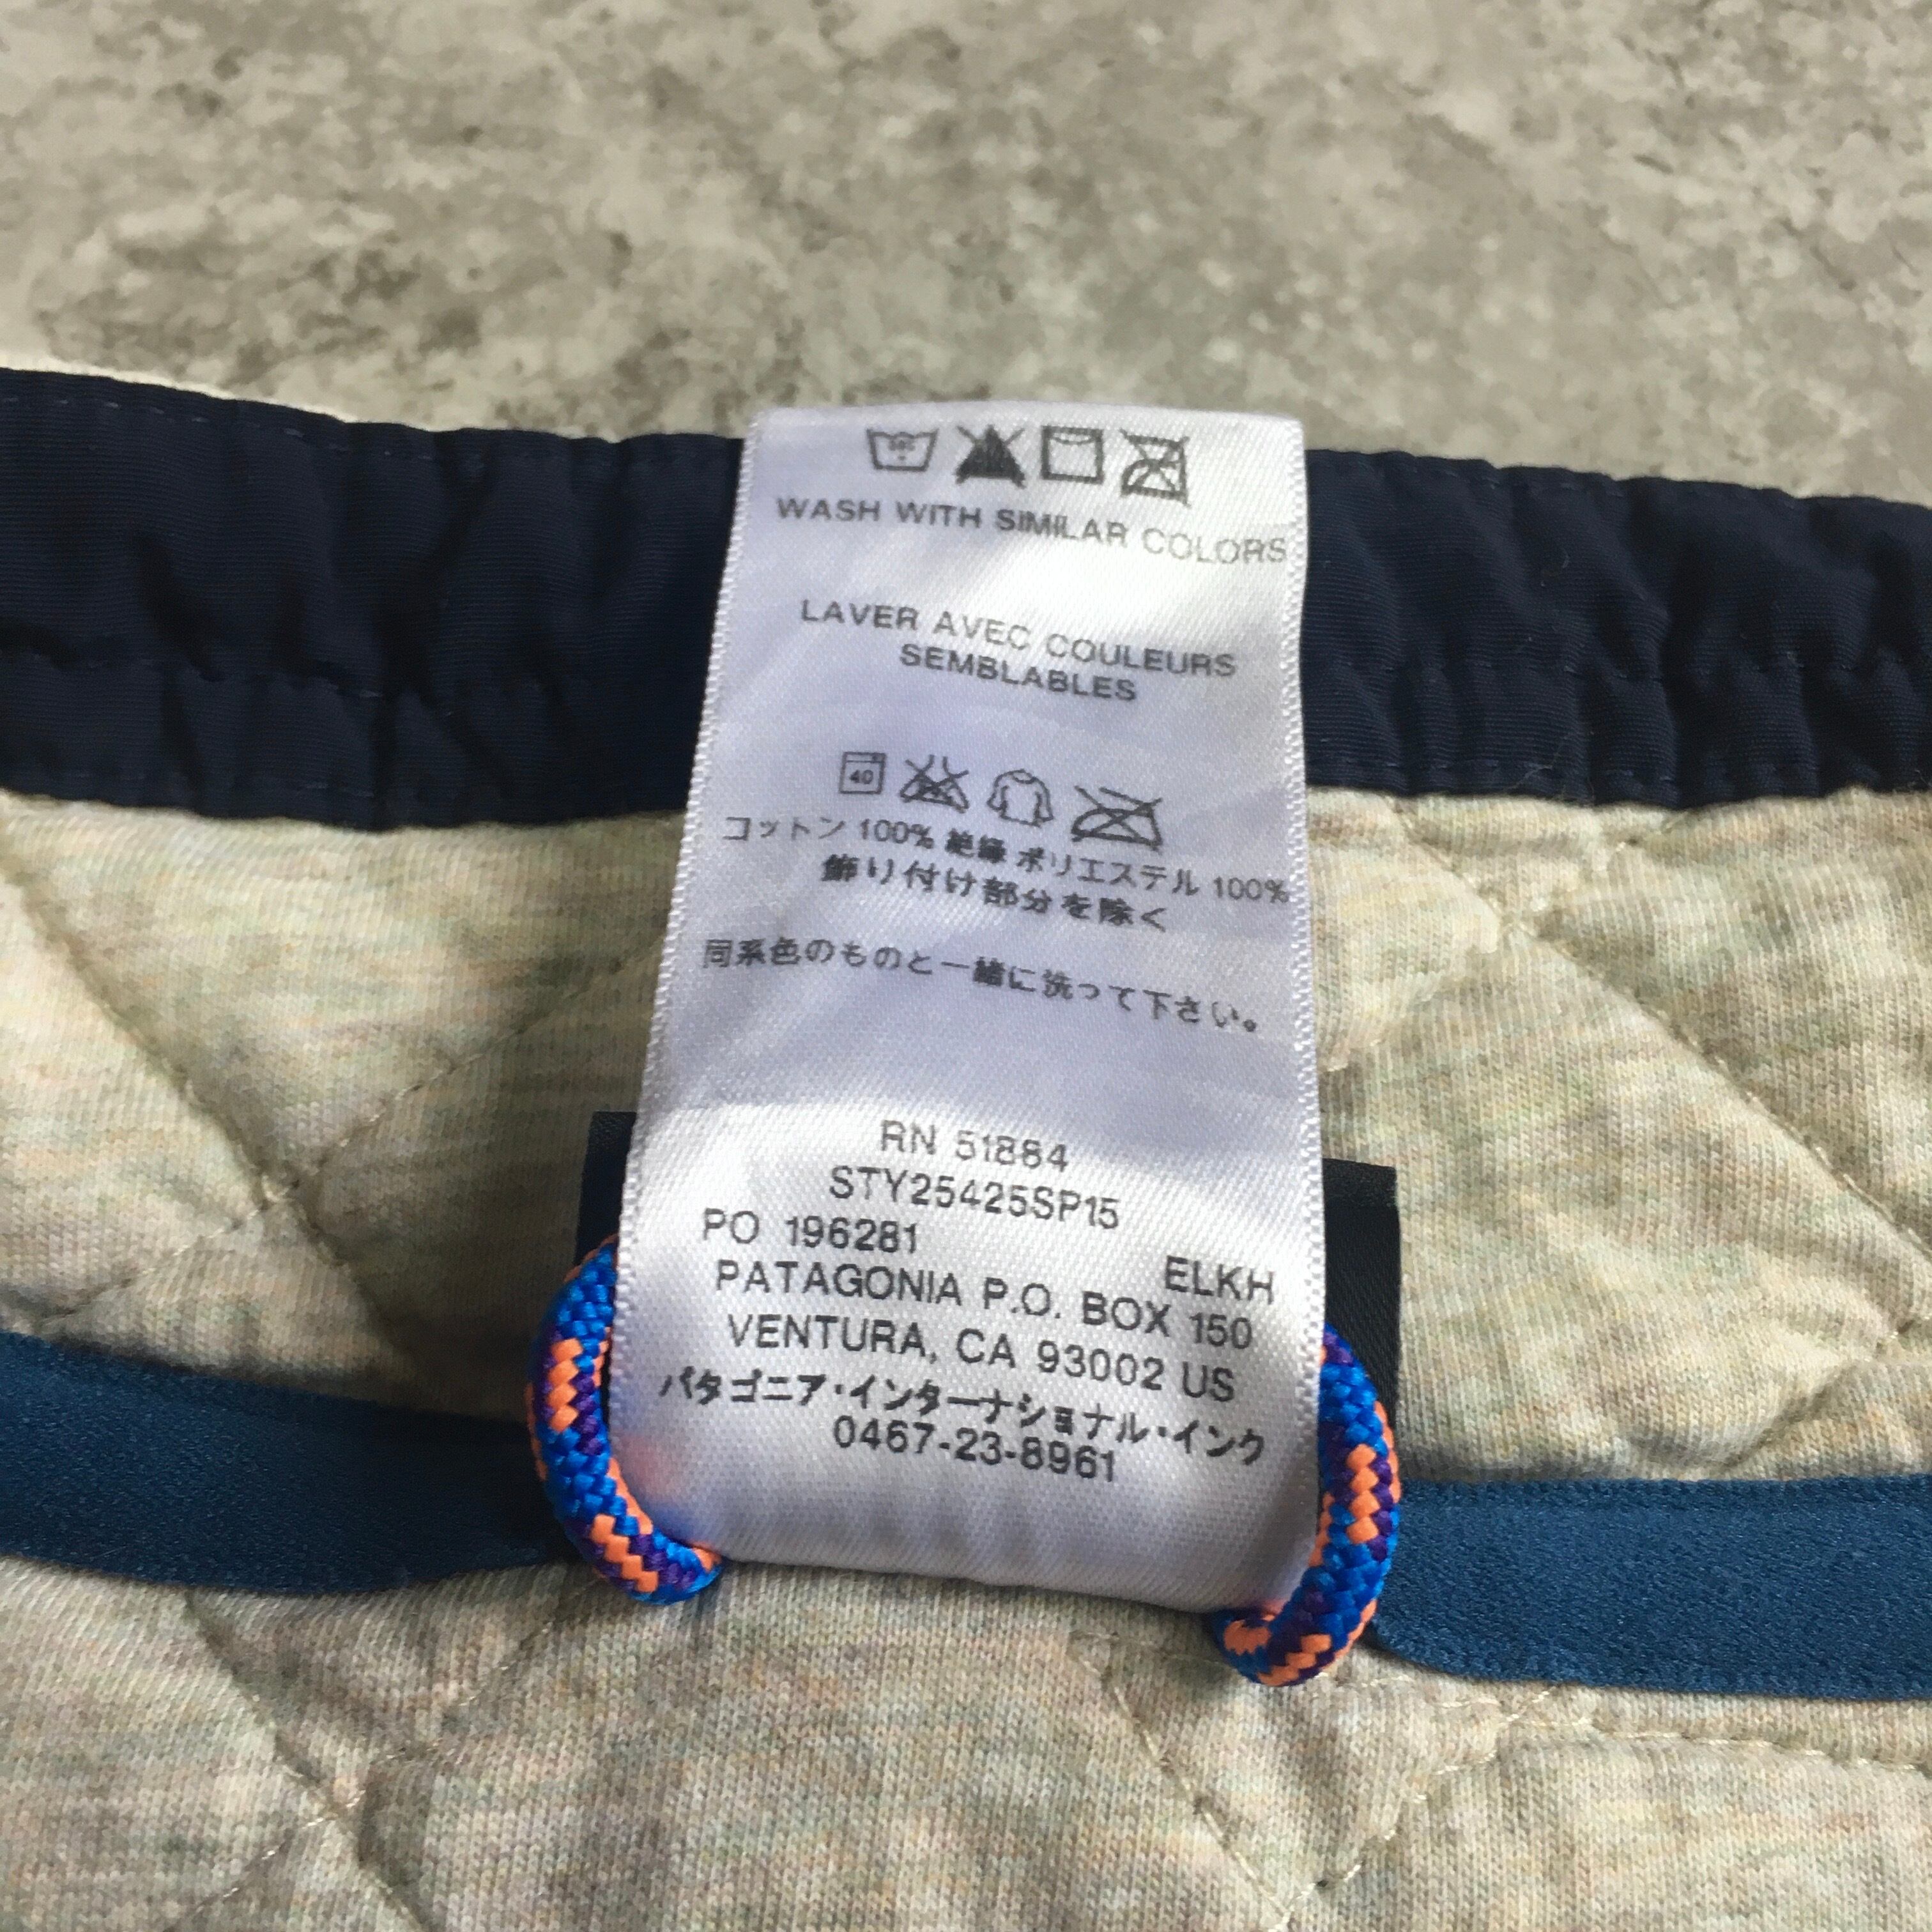 WASH WITH SIMILAR COLORS
LAVER AVEC COULEURS
SEMBLABLES
40
コットン 100% 絶縁 ポリエステル 100%
飾り付け部分を除く
同系色のものと一緒に洗って下さい。
RN 51884
STY25425SP15
PO 196281 ELKH
PATAGONIA P.O. BOX 150
VENTURA, CA 93002 US
パタゴニア・インターナショナル・インク
0467-23-8961